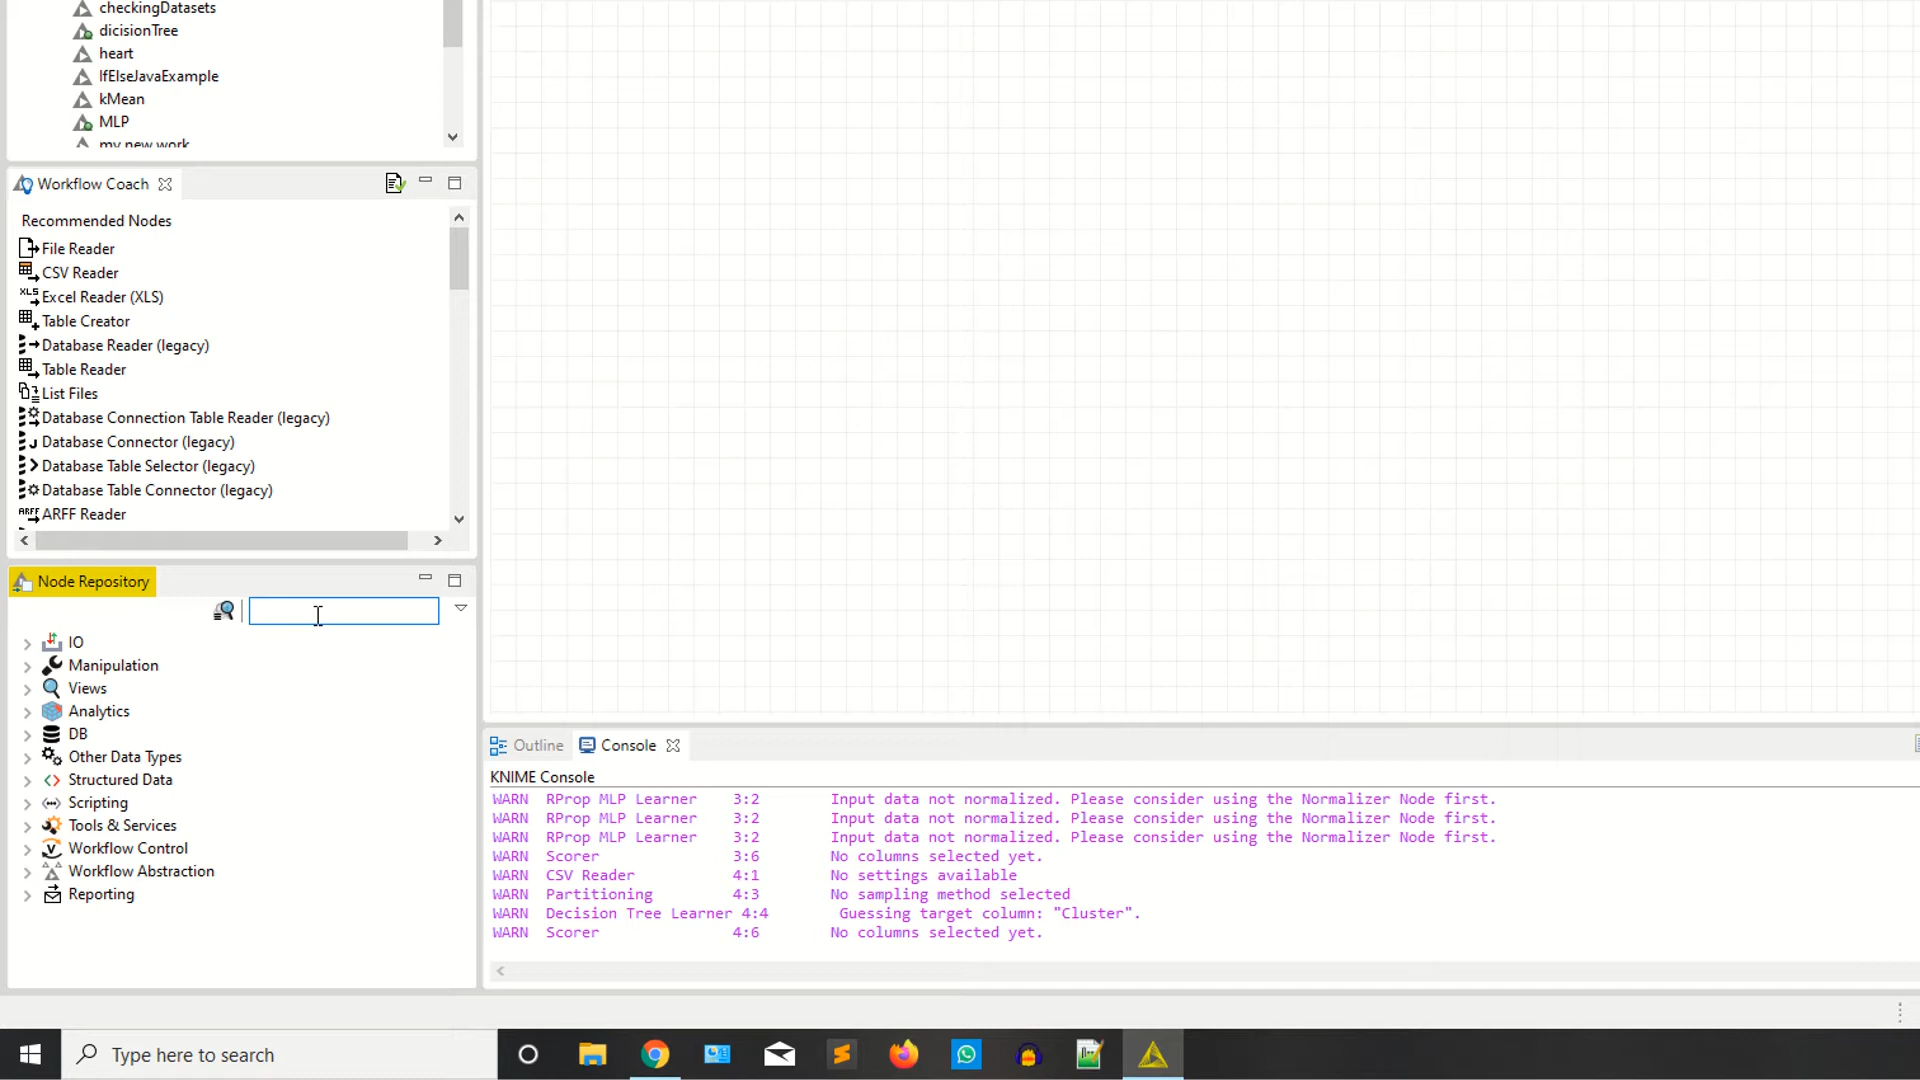 checkingDatasets
dicisionTree
heart
IfElseJavaExample
kMean
MLP
my new work
Workflow Coach
Recommended Nodes
File Reader
CSV Reader
XLS Excel Reader (XLS)
Table Creator
Database Reader (legacy)
Table Reader
List Files
Database Connection Table Reader (legacy)
Database Connector (legacy)
Database Table Selector (legacy)
Database Table Connector (legacy)
ARFF ARFF Reader
Node Repository
IO
Manipulation
Views
Analytics
DB
Other Data Types
Structured Data
Scripting
Tools & Services
Workflow Control
Workflow Abstraction
Reporting
Outline Console
KNIME Console
WARN RProp MLP Learner 3:2 Input data not normalized. Please consider using the Normalizer Node first.
WARN RProp MLP Learner 3:2 Input data not normalized. Please consider using the Normalizer Node first.
WARN RProp MLP Learner 3:2 Input data not normalized. Please consider using the Normalizer Node first.
WARN Scorer 3:6 No columns selected yet.
WARN CSV Reader 4:1 No settings available
WARN Partitioning 4:3 No sampling method selected
WARN Decision Tree Learner 4:4 Guessing target column: "Cluster".
WARN Scorer 4:6 No columns selected yet.
Type here to search